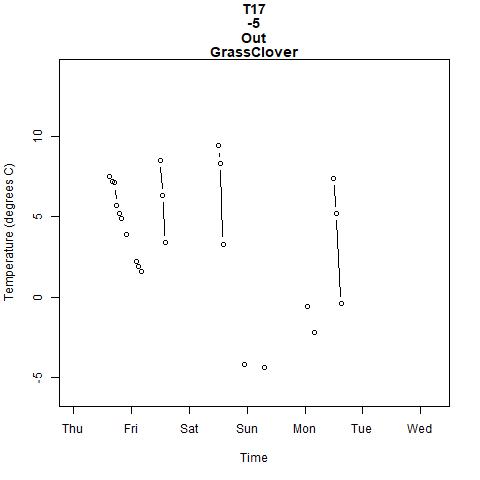 T17
-5
Out
GrassClover
Temperature (degrees C)
10
5
0
-5
Thu Fri Sat Sun Mon Tue Wed
Time